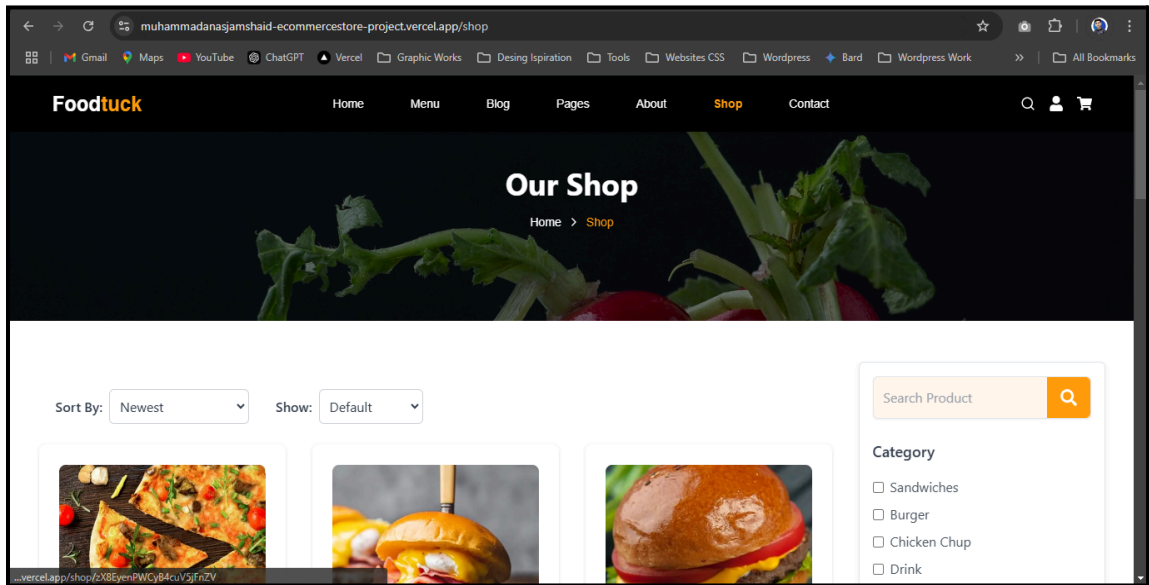 muhammadanasjamshaid-ecommercestore-project.vercel.app/shop
Gmail Maps YouTube ChatGPT Vercel Graphic Works Desing Ispiration Tools Websites CSS Wordpress Bard Wordpress Work » All Bookmarks
Foodtuck Home Menu Blog Pages About Shop Contact
Our Shop
Home > Shop
Sort By: Newest Show: Default
Search Product
Category
Sandwiches
Burger
Chicken Chup
Drink
...vercel.app/shop/zX8EyenPWCyB4cuV5jFnZV